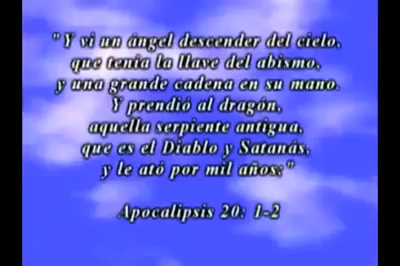 "Y vi un ángel descender del cielo,
que tenía la llave del abismo,
y una grande cadena en su mano.
Y prendió al dragón,
aquella serpiente antigua,
que es el Diablo y Satanás,
y le ató por mil años;"
Apocalipsis 20: 1-2